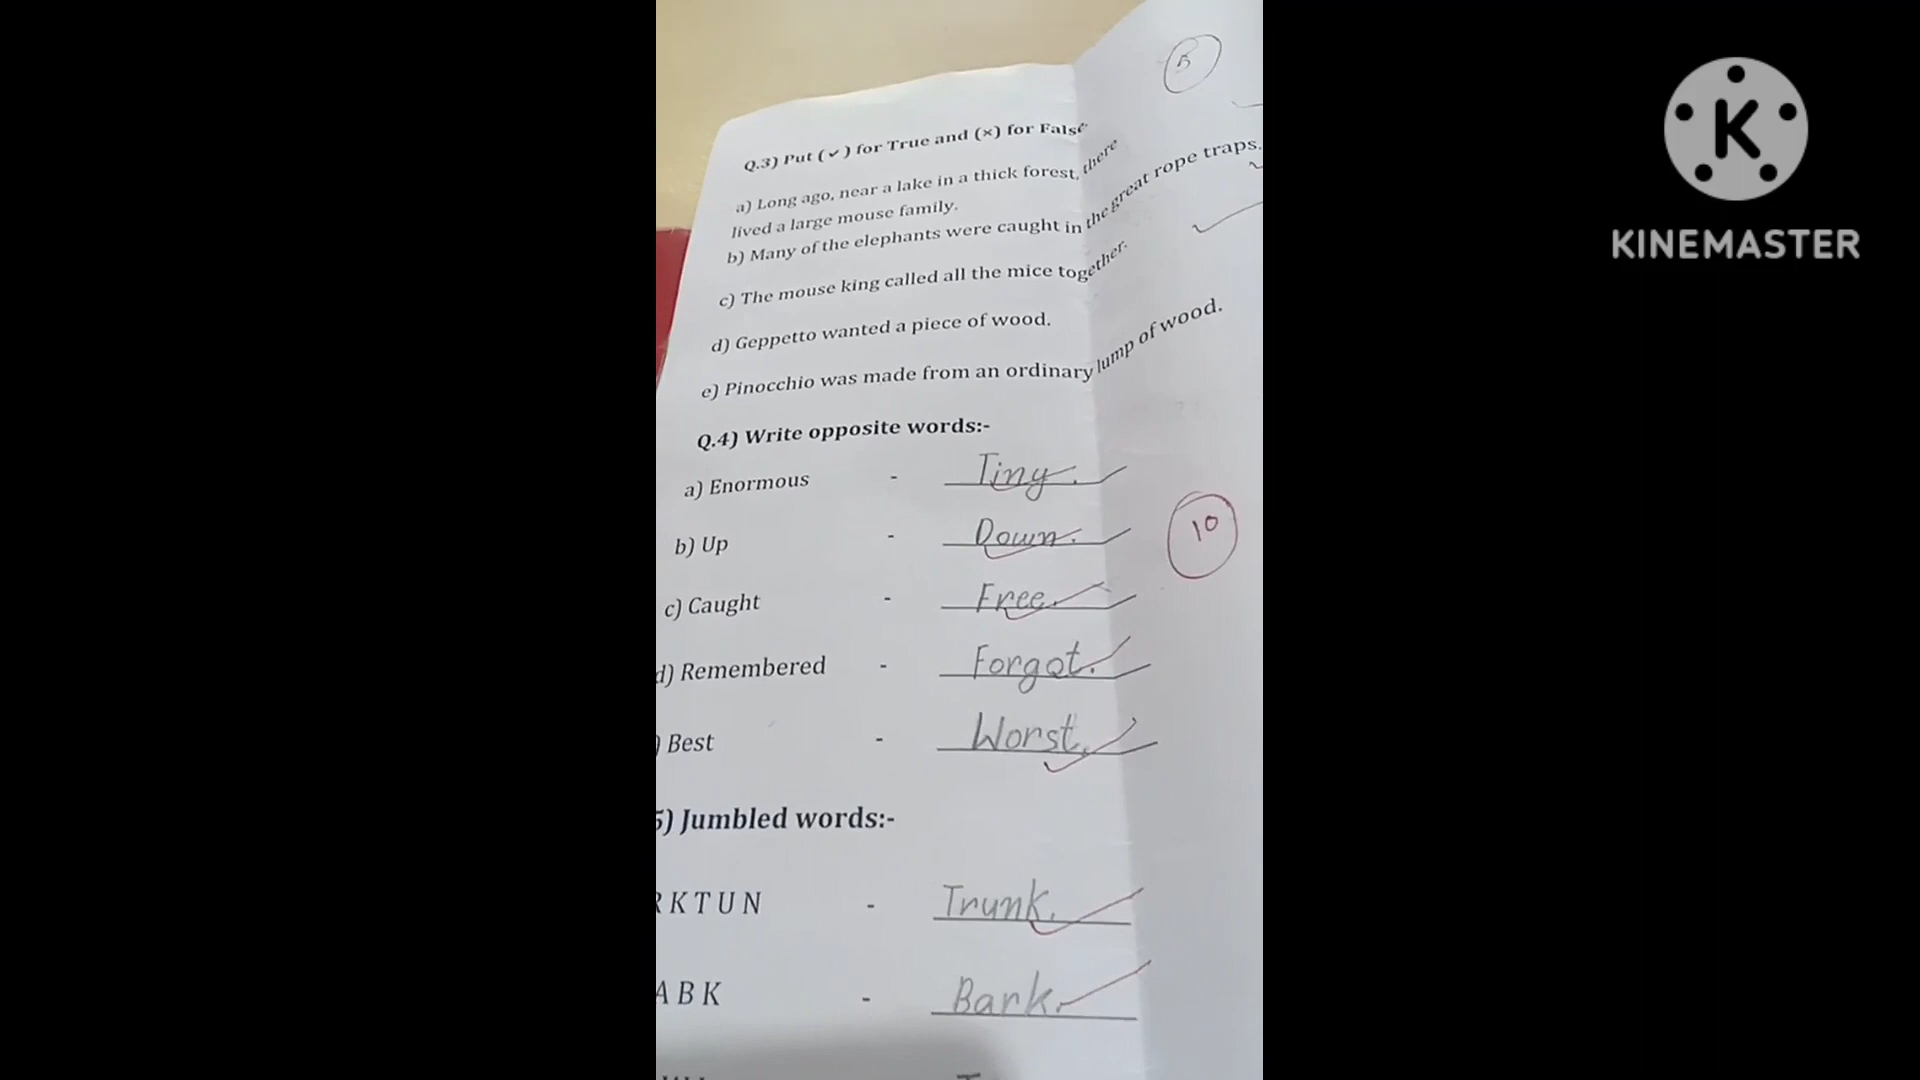 5
Q.3) Put (✓) for True and (×) for False
a) Long ago, near a lake in a thick forest, there
lived a large mouse family.
b) Many of the elephants were caught in the great rope traps.
c) The mouse king called all the mice together.
d) Geppetto wanted a piece of wood.
e) Pinocchio was made from an ordinary lump of wood.
Q.4) Write opposite words:-
a) Enormous - Tiny.
b) Up - Down.
10
c) Caught - Free.
d) Remembered - Forgot.
) Best - Worst.
5) Jumbled words:-
R K T U N - Trunk.
A B K - Bark.
K
KINEMASTER